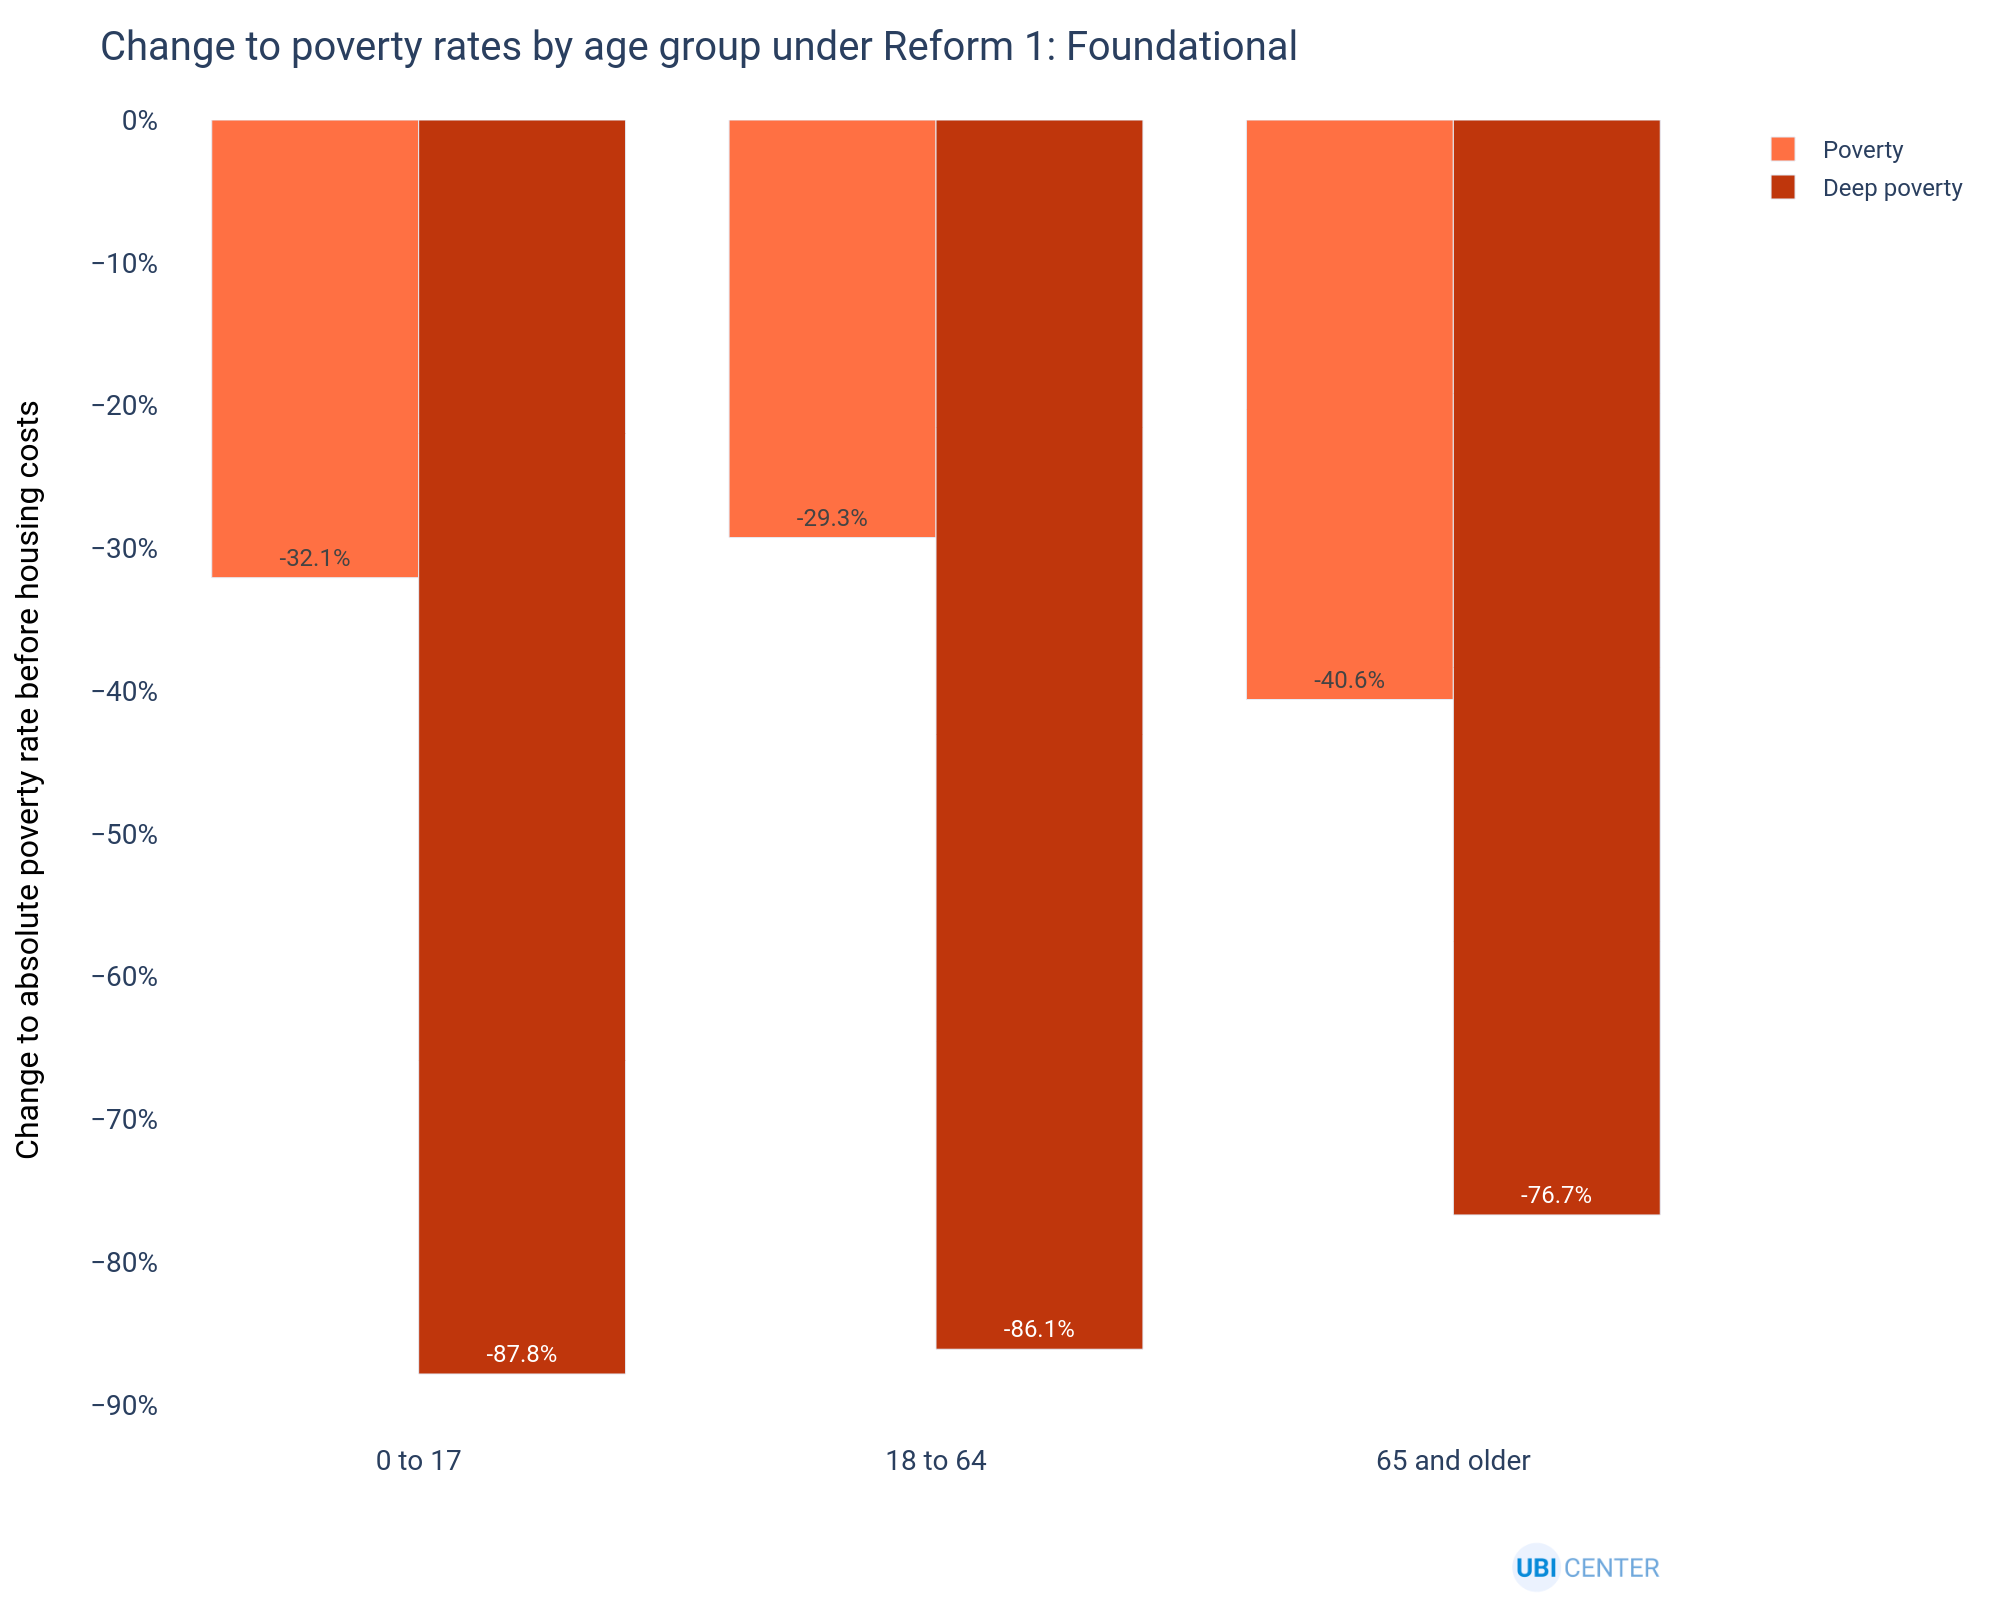 Change to poverty rates by age group under Reform 1: Foundational
Poverty
Deep poverty
Change to absolute poverty rate before housing costs
0%
−10%
−20%
−30%
−40%
−50%
−60%
−70%
−80%
−90%
-32.1%
-87.8%
-29.3%
-86.1%
-40.6%
-76.7%
0 to 17
18 to 64
65 and older
UBI CENTER